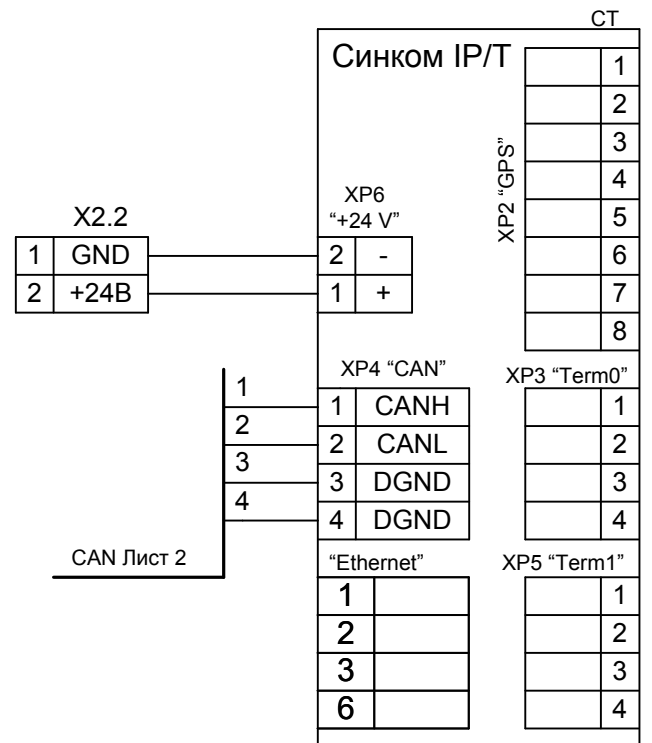 CT
Синком IP/T
XP2 “GPS”
1
2
3
4
5
6
7
8
X2.2
1 GND
2 +24В
XP6
“+24 V”
2 -
1 +
XP4 “CAN”
1
2
3
4
1 CANH
2 CANL
3 DGND
4 DGND
CAN Лист 2
XP3 “Term0”
1
2
3
4
“Ethernet”
1
2
3
6
XP5 “Term1”
1
2
3
4